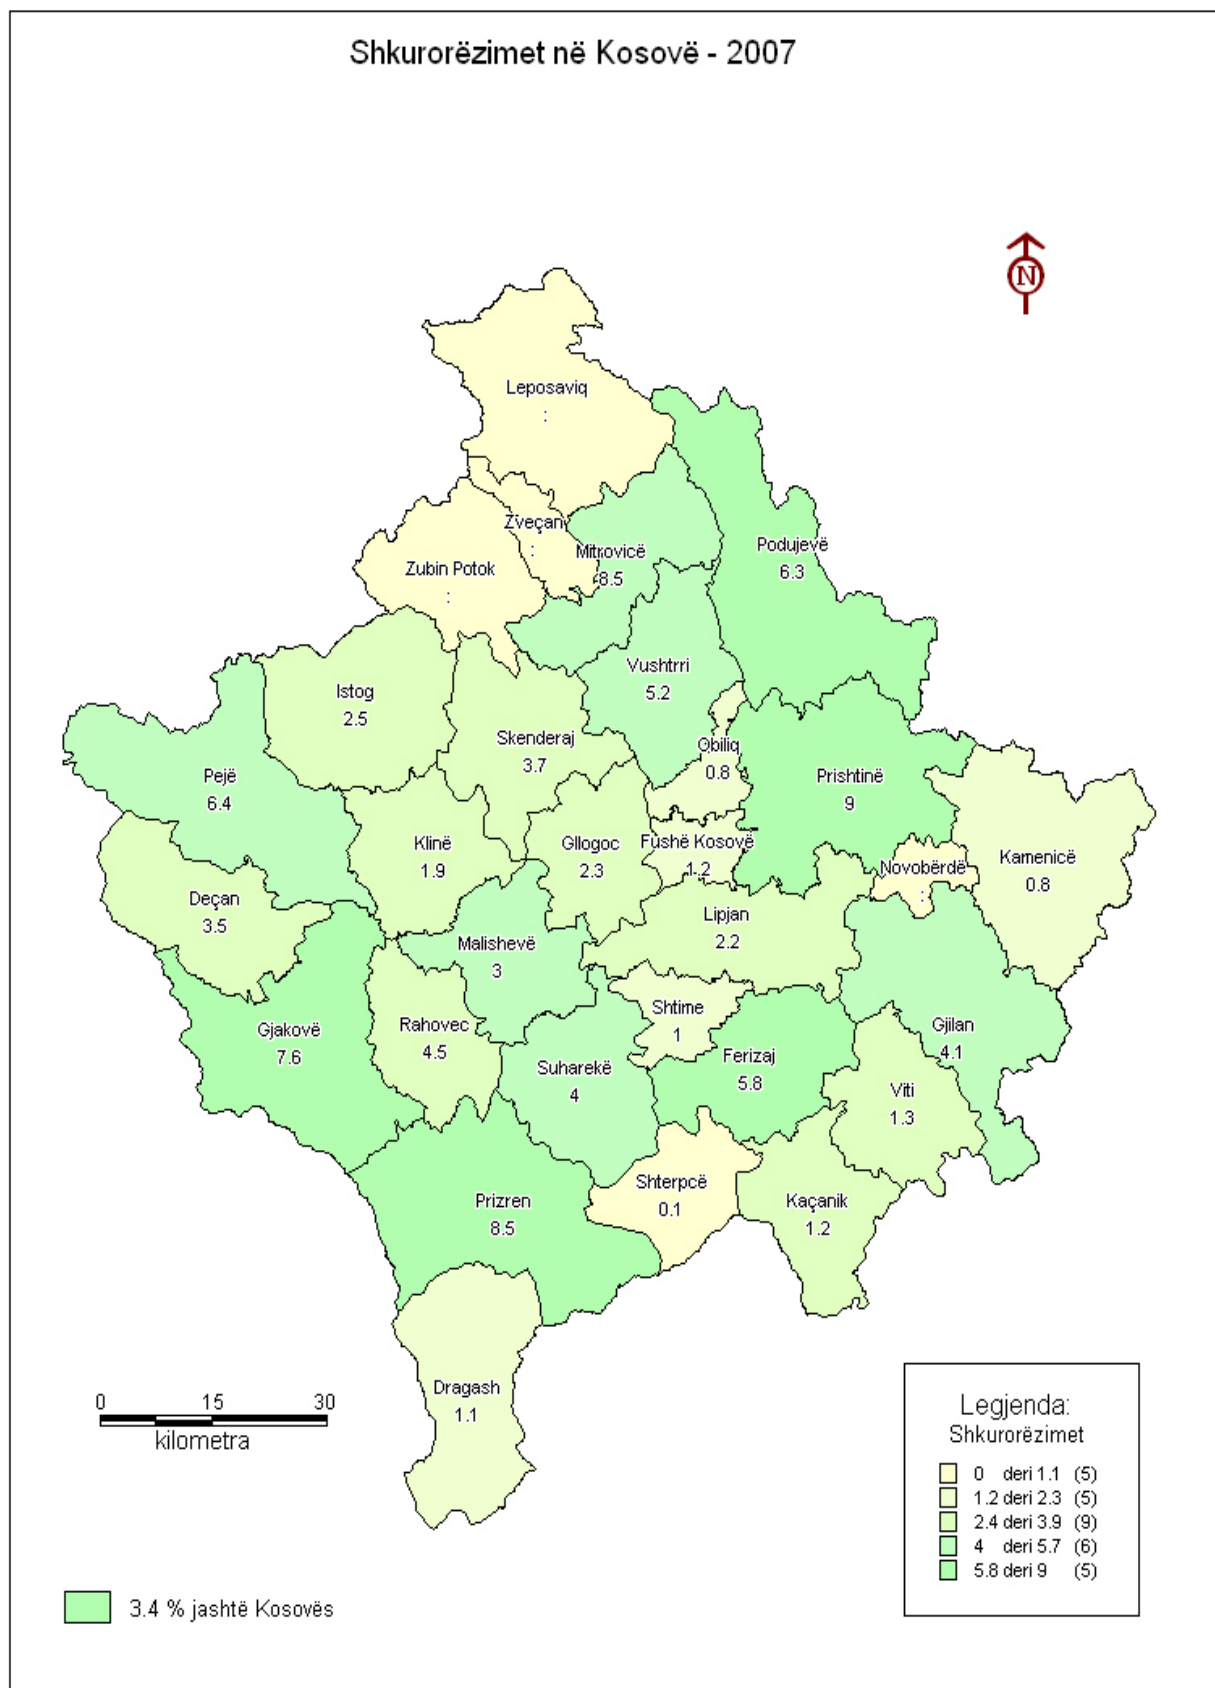 Shkurorëzimet në Kosovë - 2007
N
Leposaviq
:
Zveçan
:
Mitrovicë
8.5
Podujevë
6.3
Zubin Potok
:
Vushtrri
5.2
Istog
2.5
Skenderaj
3.7
Obiliq
0.8
Prishtinë
9
Pejë
6.4
Klinë
1.9
Gllogoc
2.3
Fushë Kosovë
1.2
Novobërdë
:
Kamenicë
0.8
Deçan
3.5
Lipjan
2.2
Malishevë
3
Shtime
1
Gjakovë
7.6
Rahovec
4.5
Gjilan
4.1
Suharekë
4
Ferizaj
5.8
Viti
1.3
Prizren
8.5
Shterpcë
0.1
Kaçanik
1.2
Dragash
1.1
0 15 30
kilometra
Legjenda:
Shkurorëzimet
0 deri 1.1 (5)
1.2 deri 2.3 (5)
2.4 deri 3.9 (9)
4 deri 5.7 (6)
5.8 deri 9 (5)
3.4 % jashtë Kosovës